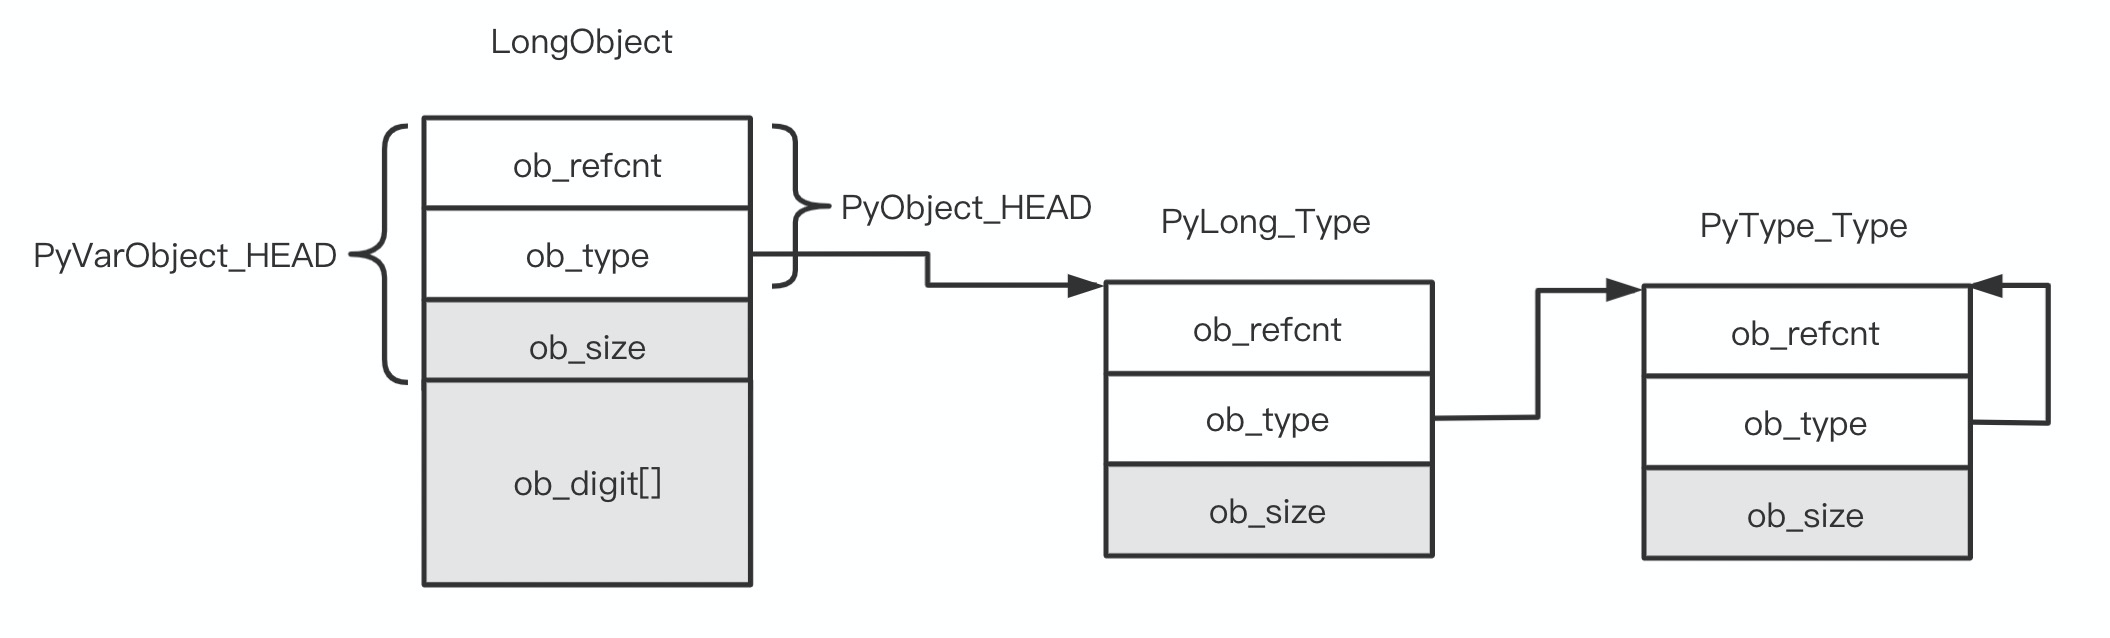 LongObject
ob_refcnt
PyObject_HEAD
PyVarObject_HEAD
ob_type
ob_size
ob_digit[]
PyLong_Type
ob_refcnt
ob_type
ob_size
PyType_Type
ob_refcnt
ob_type
ob_size